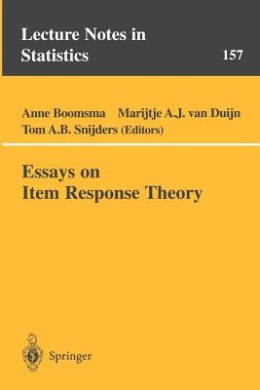 Lecture Notes in
Statistics
157
Anne Boomsma Marijtje A.J. van Duijn
Tom A.B. Snijders (Editors)
Essays on
Item Response Theory
Springer